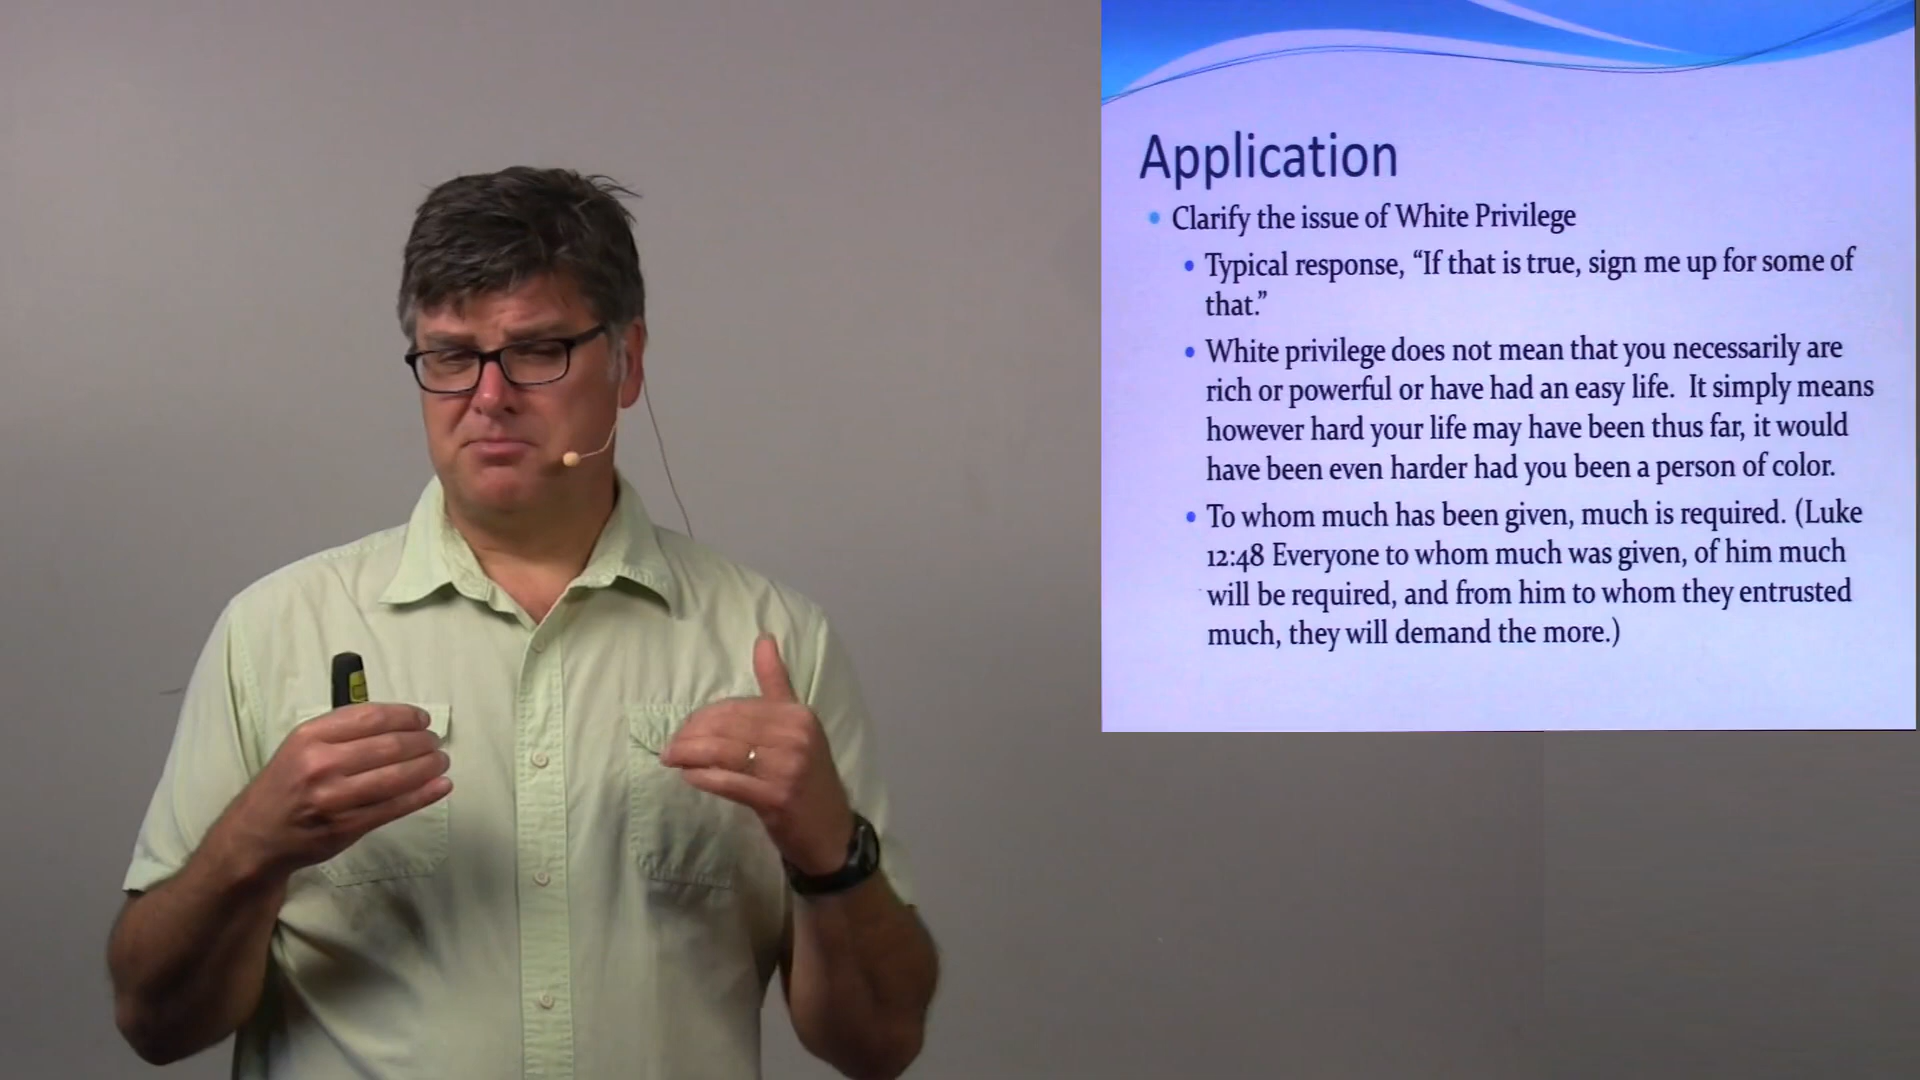 Application
Clarify the issue of White Privilege
Typical response, “If that is true, sign me up for some of
that.”
White privilege does not mean that you necessarily are
rich or powerful or have had an easy life. It simply means
however hard your life may have been thus far, it would
have been even harder had you been a person of color.
To whom much has been given, much is required. (Luke
12:48 Everyone to whom much was given, of him much
will be required, and from him to whom they entrusted
much, they will demand the more.)